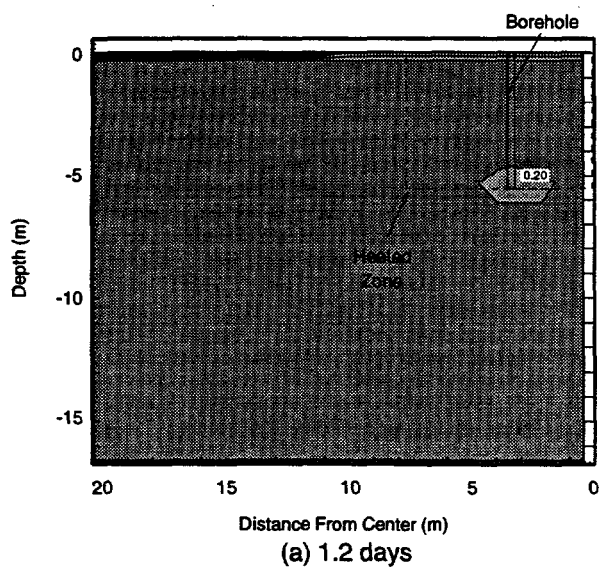 Borehole
0
-5
0.20
Heated
Zone
-10
-15
Depth (m)
20 15 10 5 0
Distance From Center (m)
(a) 1.2 days